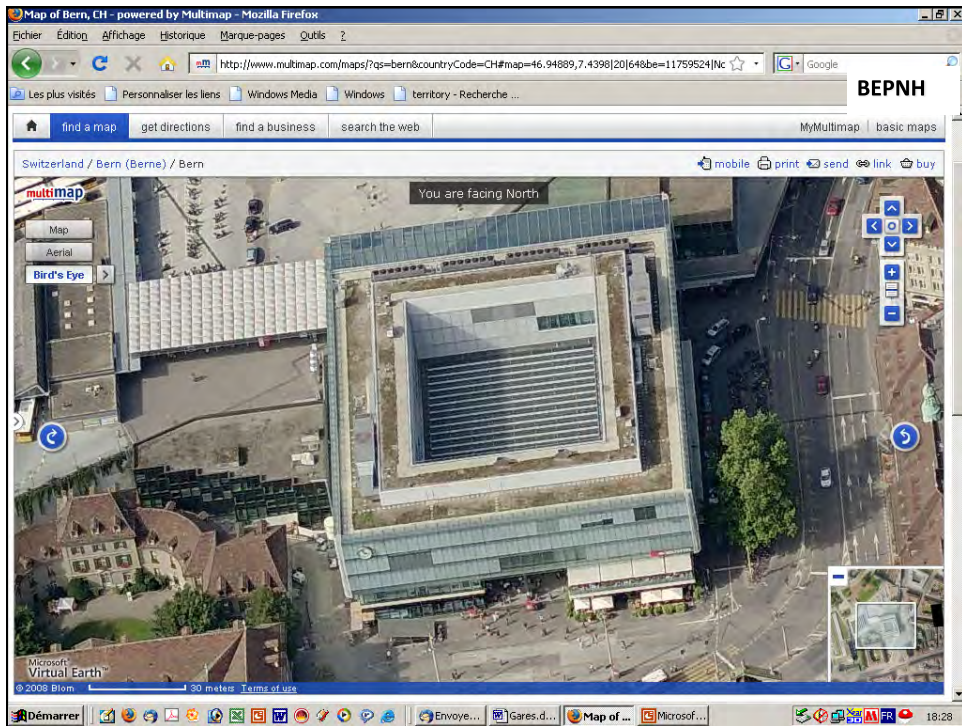 Map of Bern, CH - powered by Multimap - Mozilla Firefox
Fichier Édition Affichage Historique Marque-pages Outils ?
http://www.multimap.com/maps/?qs=bern&countryCode=CH#map=46.94889,7.4398|20|64&be=11759524|Nc
Google
Les plus visités Personnaliser les liens Windows Media Windows territory - Recherche ...
BEPNH
find a map get directions find a business search the web MyMultimap basic maps
Switzerland / Bern (Berne) / Bern mobile print send link buy
multimap
You are facing North
Map
Aerial
Bird's Eye
Microsoft
Virtual Earth™
© 2008 Blom 30 meters Terms of use
Démarrer Envoye... Gares.d... Map of ... Microsof... FR 18:28